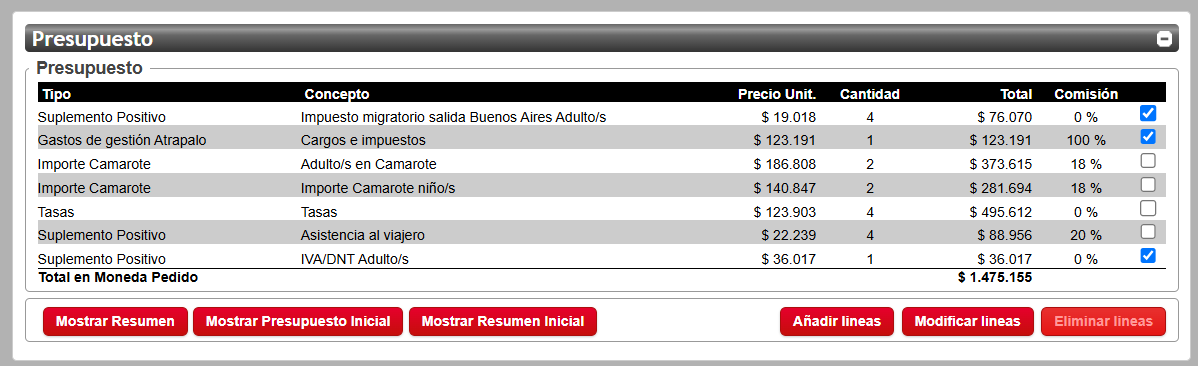 Presupuesto
Presupuesto
Tipo Concepto Precio Unit. Cantidad Total Comisión
Suplemento Positivo Impuesto migratorio salida Buenos Aires Adulto/s $ 19.018 4 $ 76.070 0 %
Gastos de gestión Atrapalo Cargos e impuestos $ 123.191 1 $ 123.191 100 %
Importe Camarote Adulto/s en Camarote $ 186.808 2 $ 373.615 18 %
Importe Camarote Importe Camarote niño/s $ 140.847 2 $ 281.694 18 %
Tasas Tasas $ 123.903 4 $ 495.612 0 %
Suplemento Positivo Asistencia al viajero $ 22.239 4 $ 88.956 20 %
Suplemento Positivo IVA/DNT Adulto/s $ 36.017 1 $ 36.017 0 %
Total en Moneda Pedido $ 1.475.155
Mostrar Resumen Mostrar Presupuesto Inicial Mostrar Resumen Inicial Añadir lineas Modificar lineas Eliminar lineas